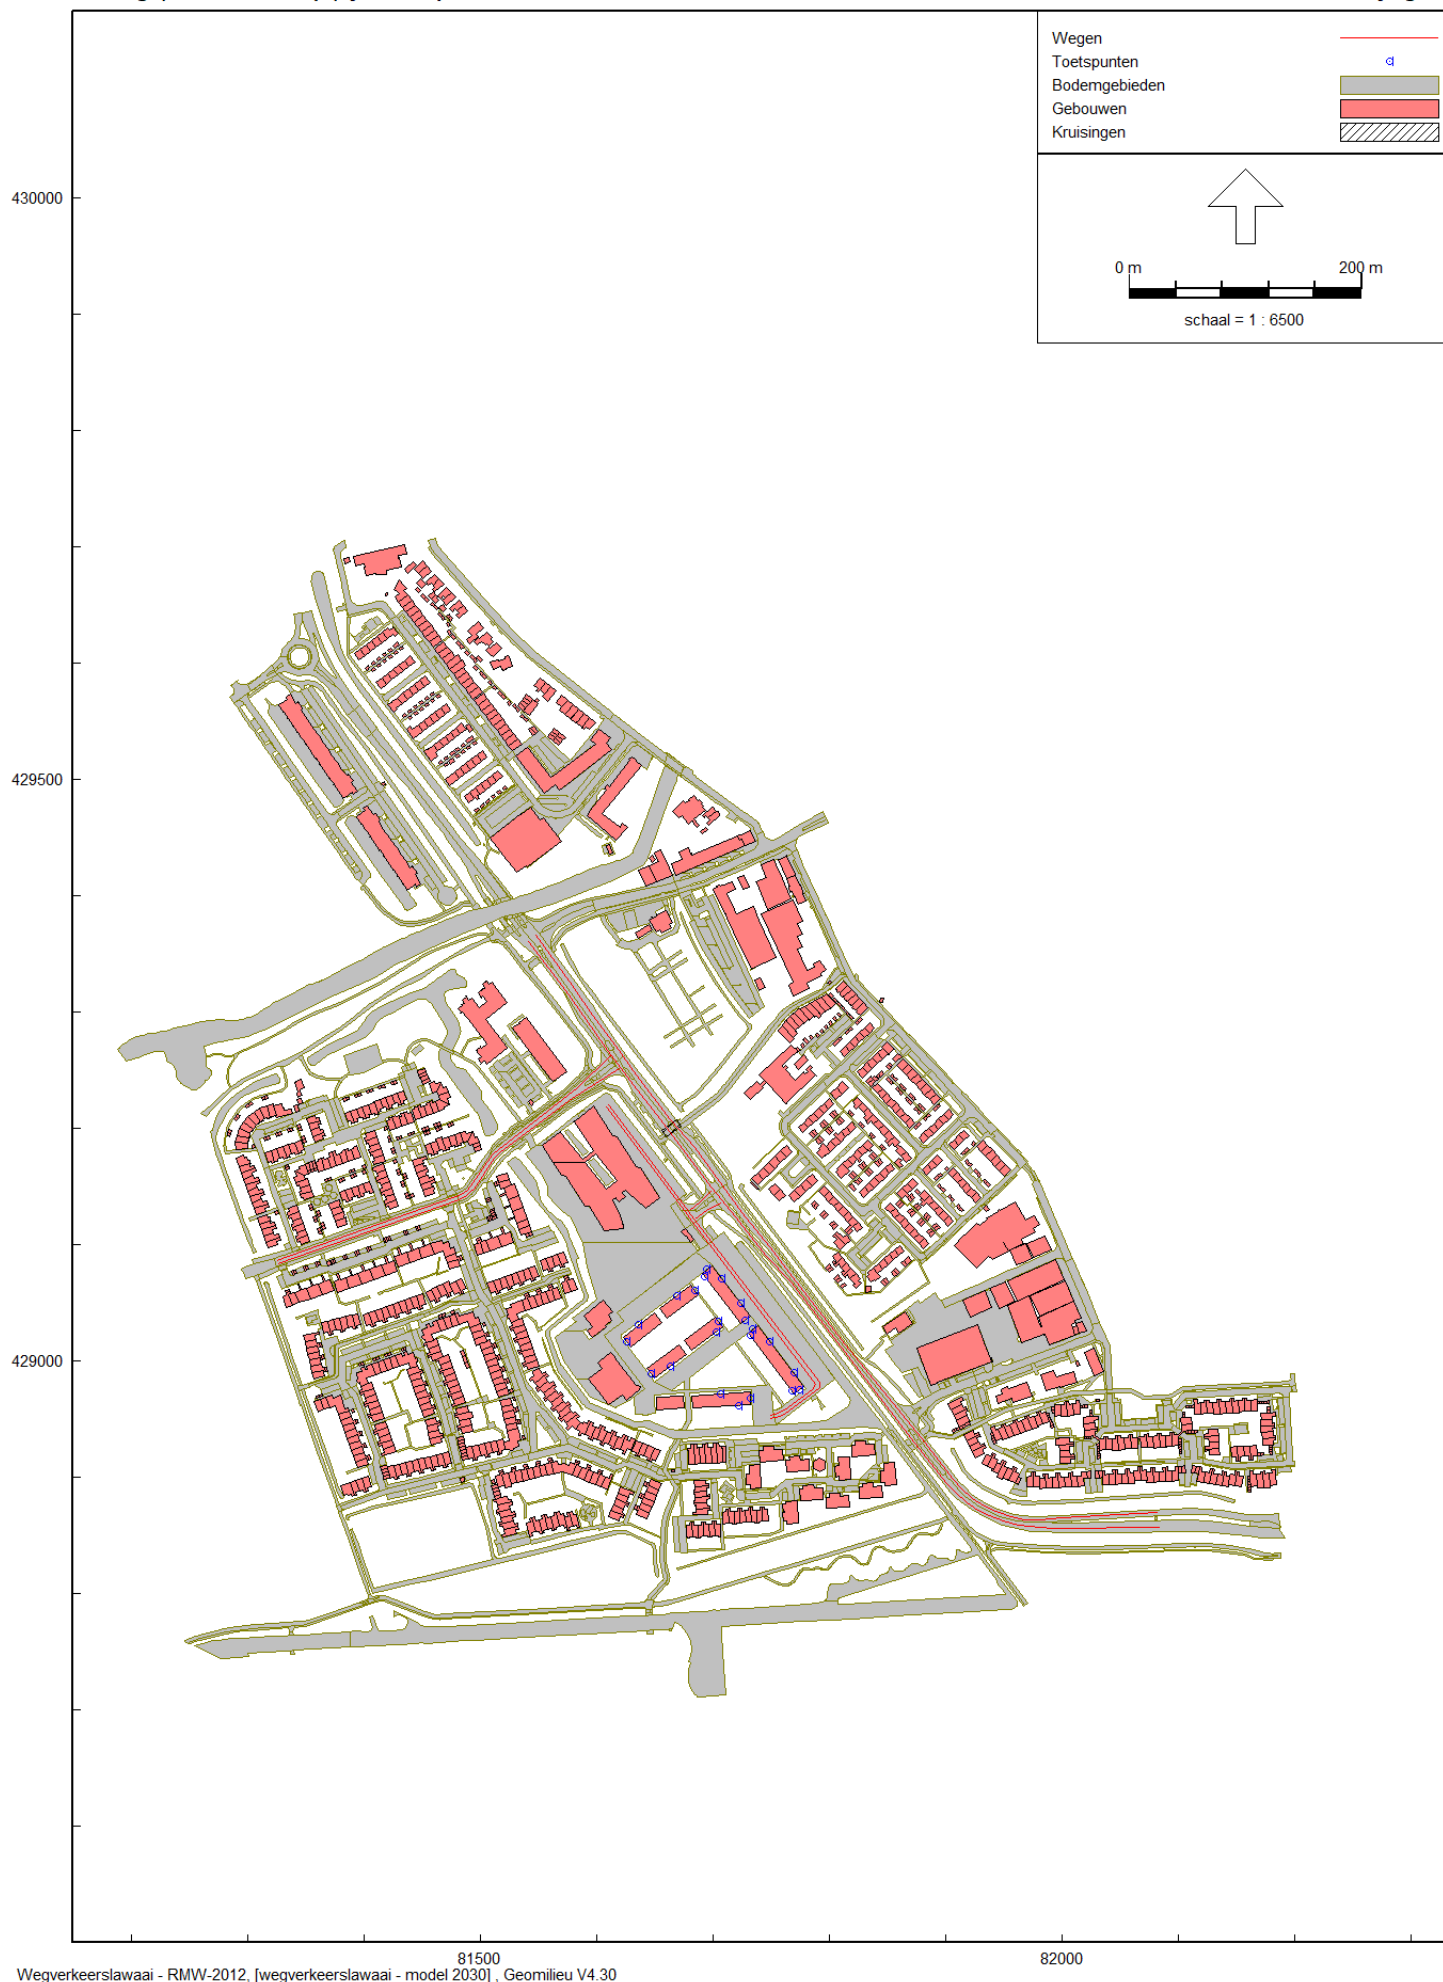 Wegen
Toetspunten
Bodemgebieden
Gebouwen
Kruisingen
430000
0 m 200 m
schaal = 1 : 6500
429500
429000
81500 82000
Wegverkeerslawaai - RMW-2012, [wegverkeerslawaai - model 2030] , Geomilieu V4.30